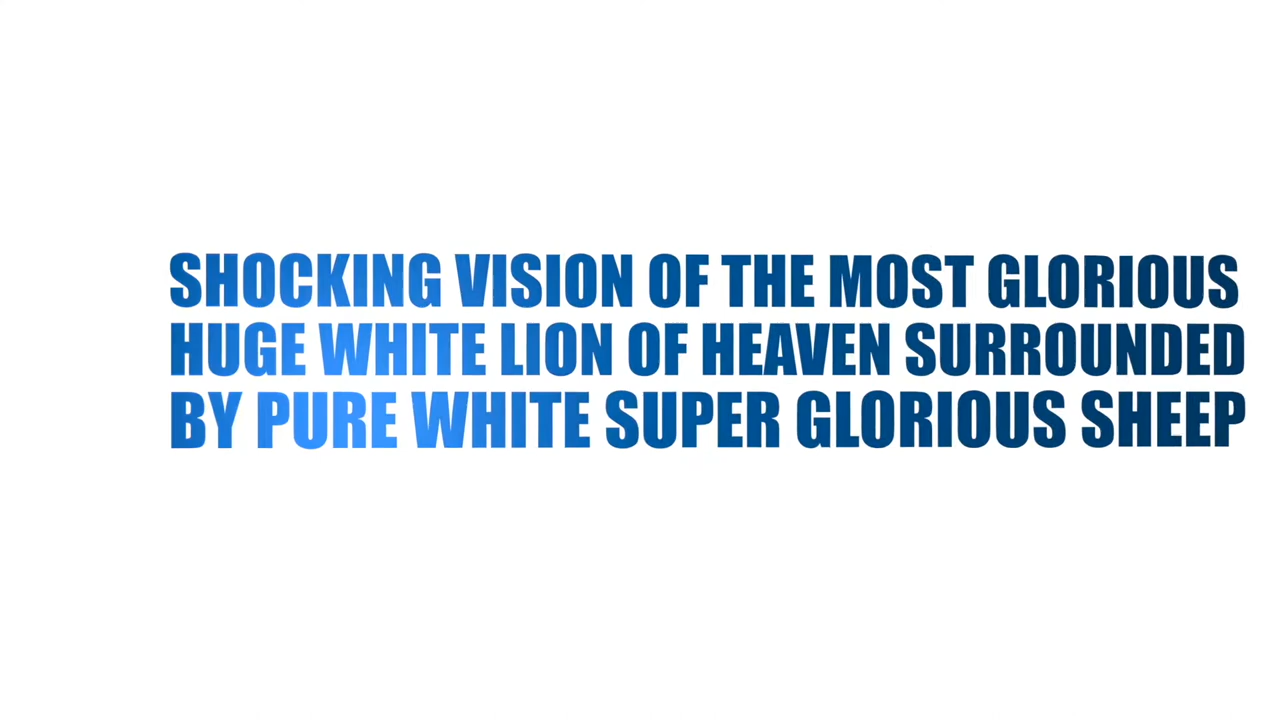 SHOCKING VISION OF THE MOST GLORIOUS
HUGE WHITE LION OF HEAVEN SURROUNDED
BY PURE WHITE SUPER GLORIOUS SHEEP